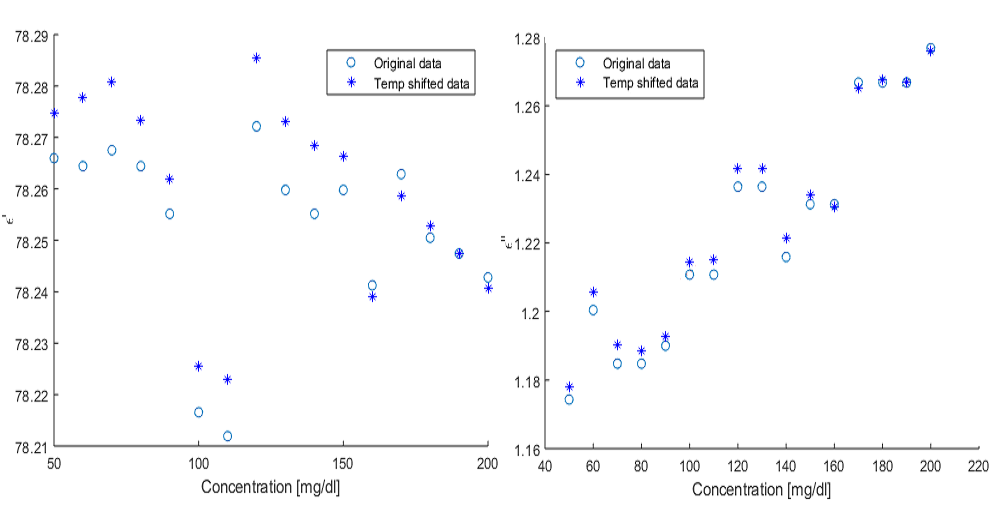 78.29
78.28
78.27
78.26
78.25
78.24
78.23
78.22
78.21
ϵ'
50 100 150 200
Concentration [mg/dl]
Original data
Temp shifted data
1.28
1.26
1.24
1.22
1.2
1.18
1.16
ϵ''
40 60 80 100 120 140 160 180 200 220
Concentration [mg/dl]
Original data
Temp shifted data